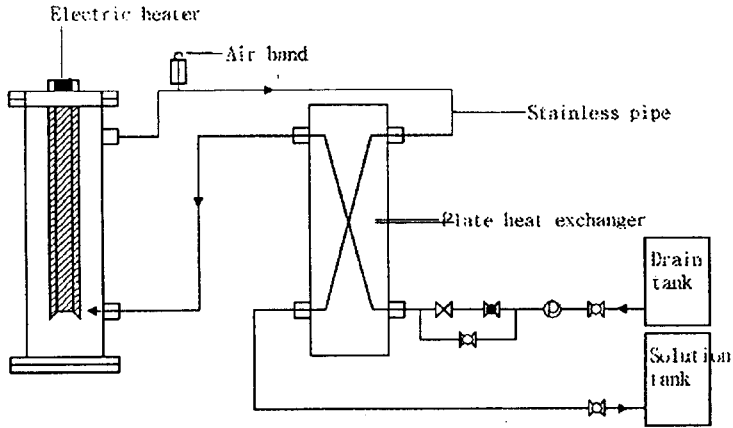 Electric heater
Air band
Stainless pipe
Plate heat exchanger
Drain
tank
Solution
tank